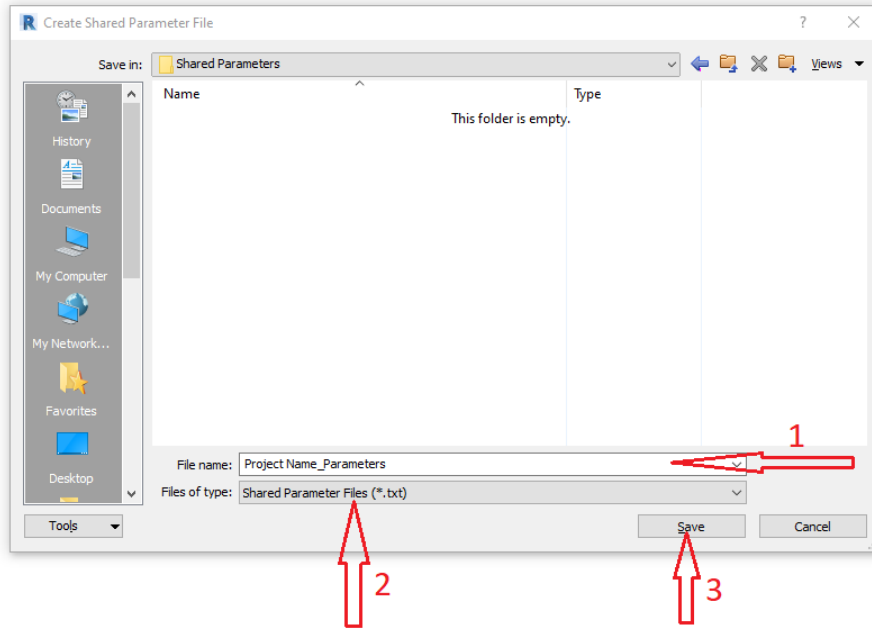 R Create Shared Parameter File ?
Save in: Shared Parameters Views
Name Type
This folder is empty.
History
Documents
My Computer
My Network...
Favorites
Desktop
1
File name: Project Name_Parameters
Files of type: Shared Parameter Files (*.txt)
Tools Save Cancel
2 3